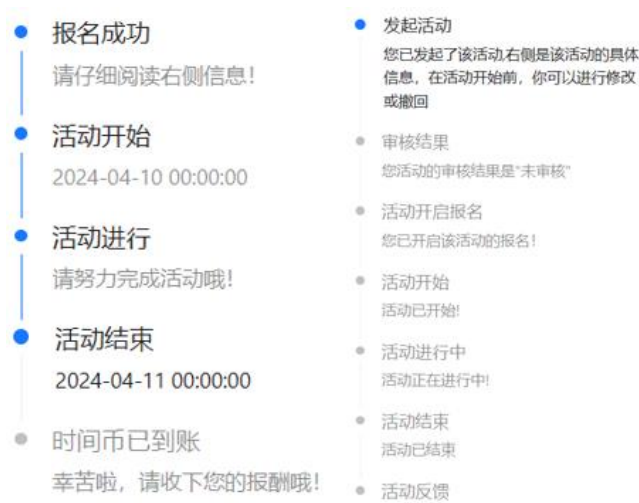 报名成功
请仔细阅读右侧信息！
活动开始
2024-04-10 00:00:00
活动进行
请努力完成活动哦！
活动结束
2024-04-11 00:00:00
时间币已到账
幸苦啦，请收下您的报酬哦！
发起活动
您已发起了该活动,右侧是该活动的具体
信息，在活动开始前，你可以进行修改
或撤回
审核结果
您活动的审核结果是"未审核"
活动开启报名
您已开启该活动的报名！
活动开始
活动已开始!
活动进行中
活动正在进行中!
活动结束
活动已结束
活动反馈